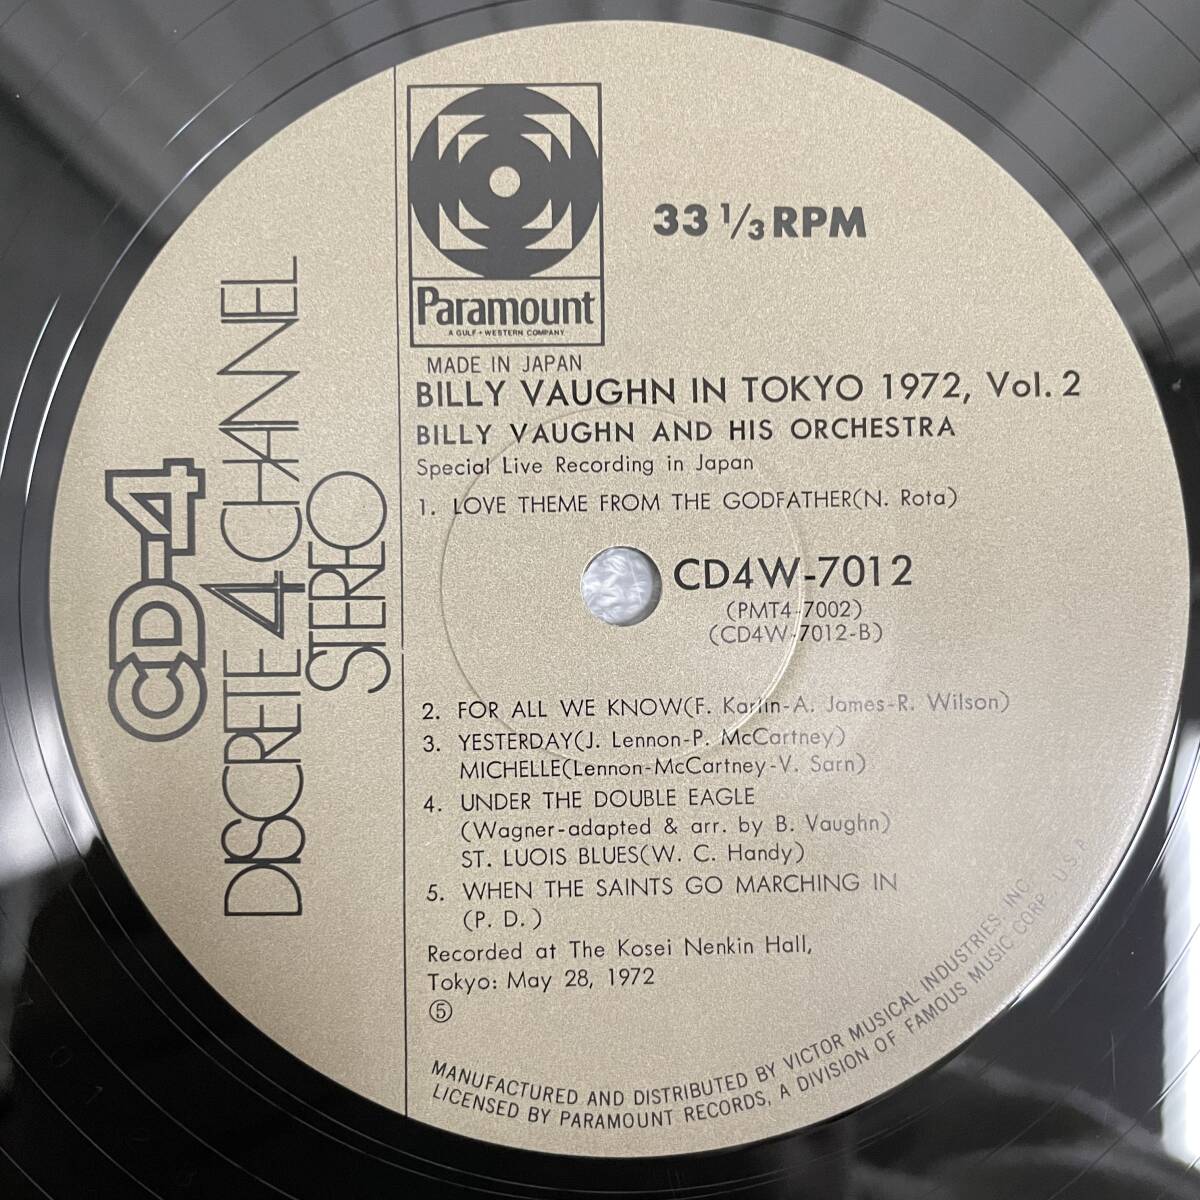 CD-4
DISCRETE 4 CHANNEL
STEREO
Paramount
A GULF + WESTERN COMPANY
33 1/3 RPM
MADE IN JAPAN
BILLY VAUGHN IN TOKYO 1972, Vol. 2
BILLY VAUGHN AND HIS ORCHESTRA
Special Live Recording in Japan
1. LOVE THEME FROM THE GODFATHER(N. Rota)
CD4W-7012
(PMT4-7002)
(CD4W-7012-B)
2. FOR ALL WE KNOW(F. Karlin-A. James-R. Wilson)
3. YESTERDAY(J. Lennon-P. McCartney)
MICHELLE(Lennon-McCartney-V. Sarn)
4. UNDER THE DOUBLE EAGLE
(Wagner-adapted & arr. by B. Vaughn)
ST. LUOIS BLUES(W. C. Handy)
5. WHEN THE SAINTS GO MARCHING IN
(P. D.)
Recorded at The Kosei Nenkin Hall,
Tokyo: May 28, 1972
⑤
MANUFACTURED AND DISTRIBUTED BY VICTOR MUSICAL INDUSTRIES, INC.
LICENSED BY PARAMOUNT RECORDS, A DIVISION OF FAMOUS MUSIC CORP., U.S.A.